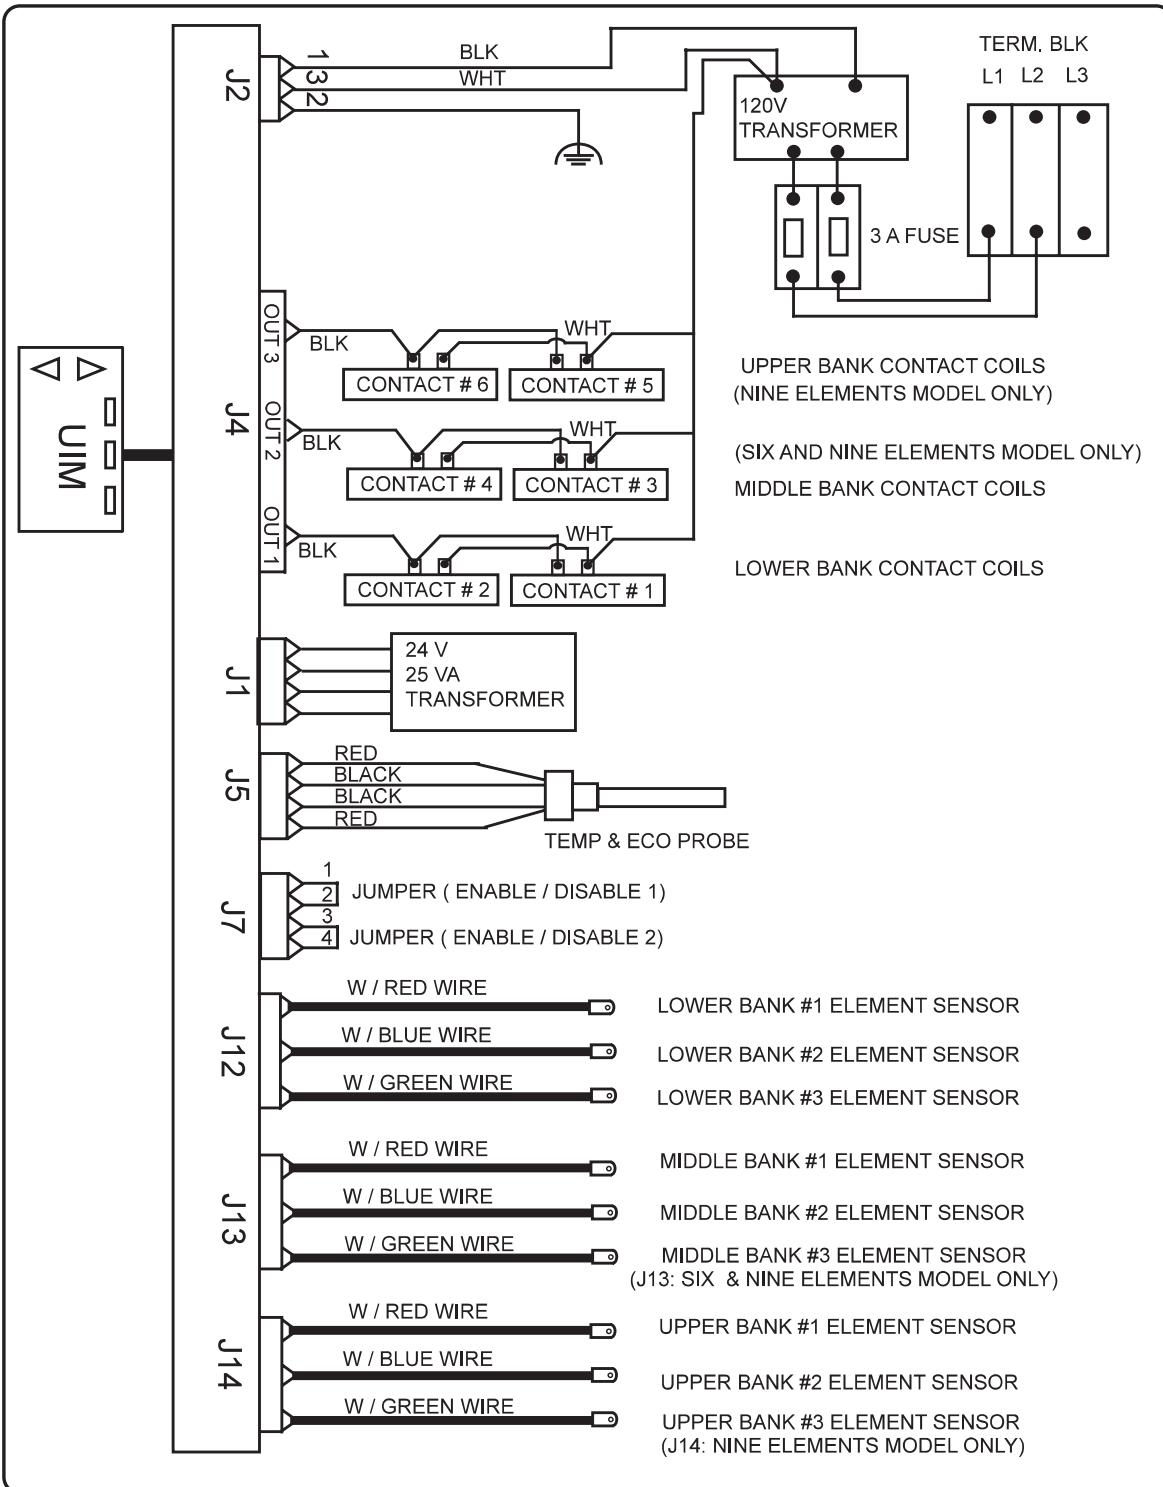 J2
1
3
2
BLK
WHT
120V
TRANSFORMER
TERM. BLK
L1 L2 L3
3 A FUSE
UIM
J4
OUT 3
BLK
WHT
CONTACT # 6
CONTACT # 5
UPPER BANK CONTACT COILS
(NINE ELEMENTS MODEL ONLY)
OUT 2
BLK
WHT
CONTACT # 4
CONTACT # 3
(SIX AND NINE ELEMENTS MODEL ONLY)
MIDDLE BANK CONTACT COILS
OUT 1
BLK
WHT
CONTACT # 2
CONTACT # 1
LOWER BANK CONTACT COILS
J1
24 V
25 VA
TRANSFORMER
J5
RED
BLACK
BLACK
RED
TEMP & ECO PROBE
J7
1
2
3
4
JUMPER ( ENABLE / DISABLE 1)
JUMPER ( ENABLE / DISABLE 2)
J12
W / RED WIRE
LOWER BANK #1 ELEMENT SENSOR
W / BLUE WIRE
LOWER BANK #2 ELEMENT SENSOR
W / GREEN WIRE
LOWER BANK #3 ELEMENT SENSOR
J13
W / RED WIRE
MIDDLE BANK #1 ELEMENT SENSOR
W / BLUE WIRE
MIDDLE BANK #2 ELEMENT SENSOR
W / GREEN WIRE
MIDDLE BANK #3 ELEMENT SENSOR
(J13: SIX & NINE ELEMENTS MODEL ONLY)
J14
W / RED WIRE
UPPER BANK #1 ELEMENT SENSOR
W / BLUE WIRE
UPPER BANK #2 ELEMENT SENSOR
W / GREEN WIRE
UPPER BANK #3 ELEMENT SENSOR
(J14: NINE ELEMENTS MODEL ONLY)